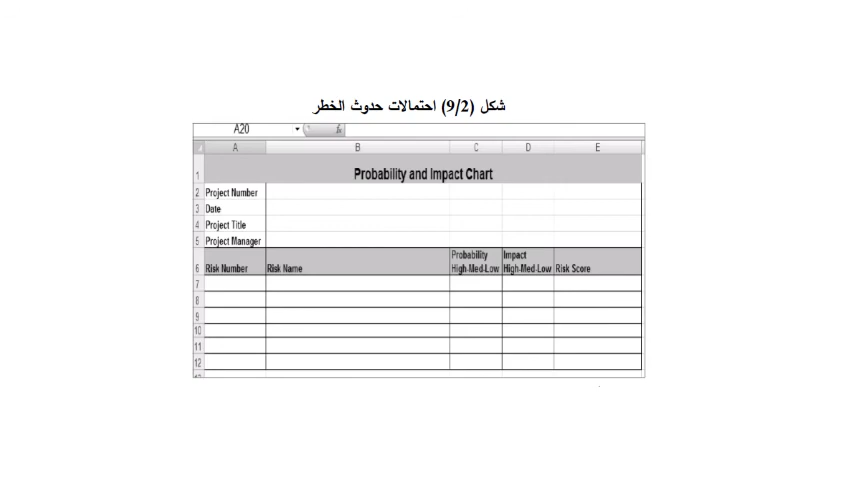 شكل (9/2) احتمالات حدوث الخطر
A20
A B C D E
1 Probability and Impact Chart
2 Project Number
3 Date
4 Project Title
5 Project Manager
Probability Impact
6 Risk Number Risk Name High-Med-Low High-Med-Low Risk Score
7
8
9
10
11
12